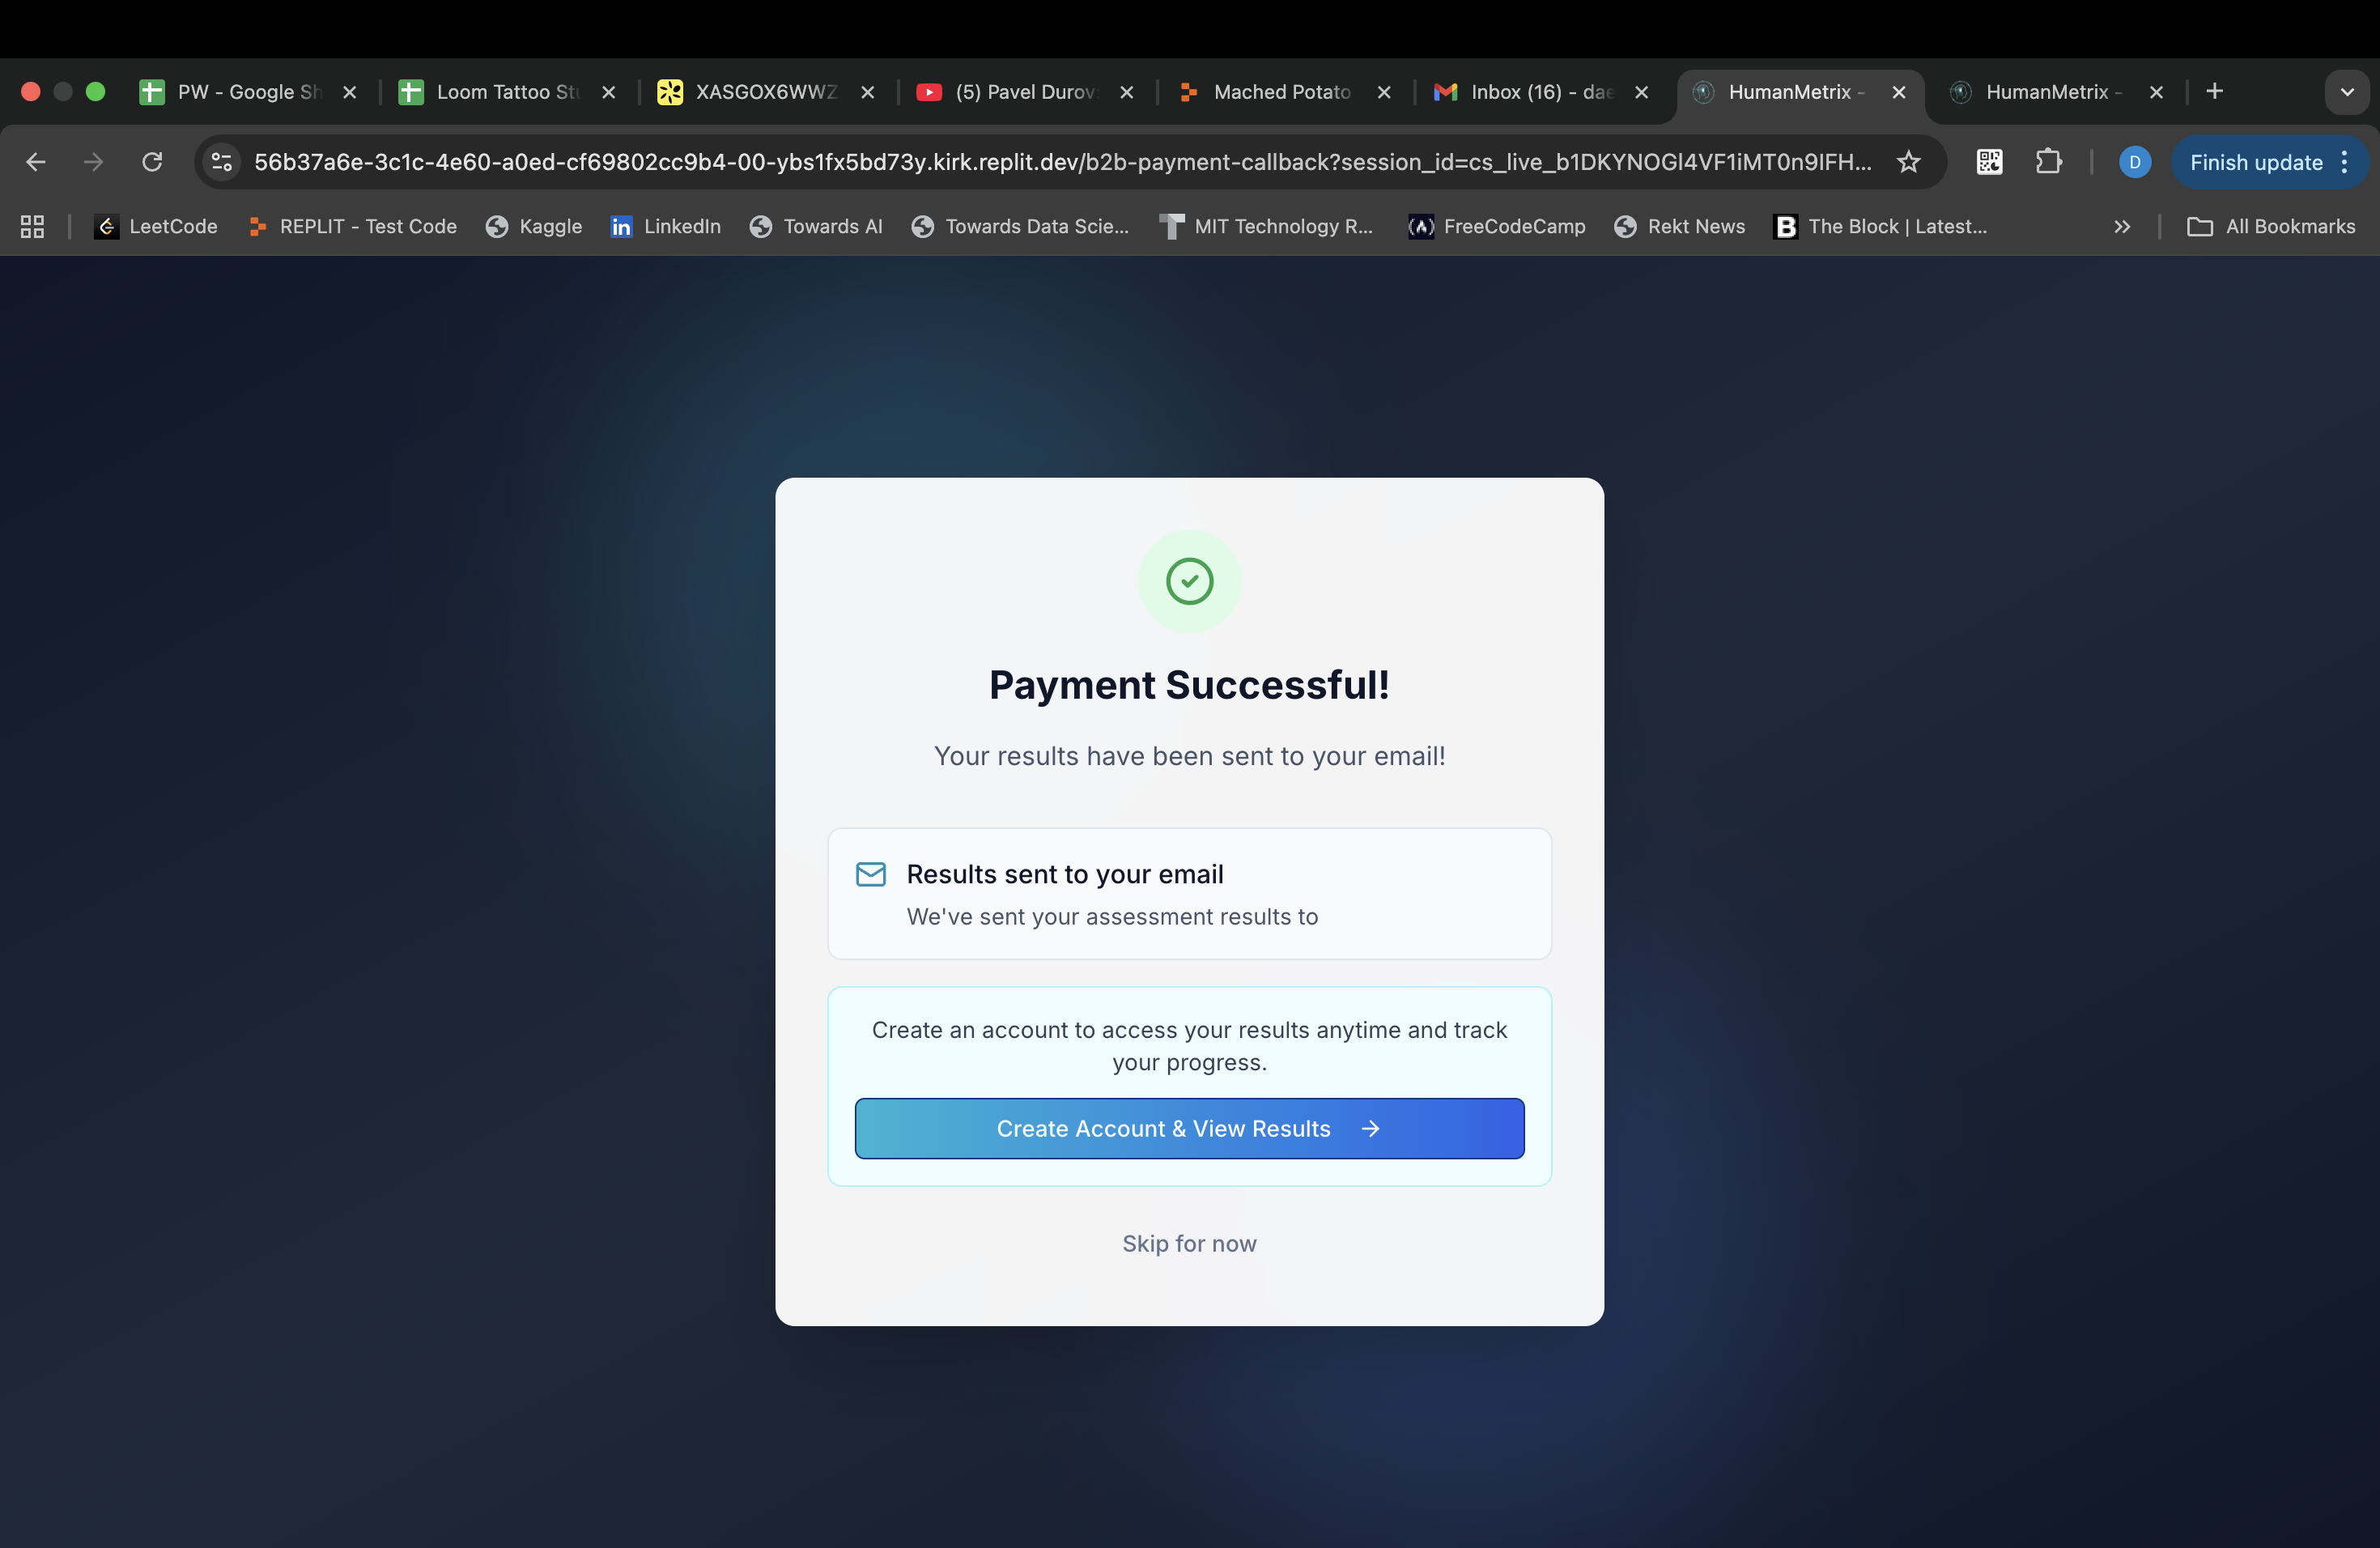 PW - Google Sh
Loom Tattoo Stu
XASGOX6WWZ
(5) Pavel Durov:
Mached Potato
Inbox (16) - dae
HumanMetrix -
HumanMetrix -
56b37a6e-3c1c-4e60-a0ed-cf69802cc9b4-00-ybs1fx5bd73y.kirk.replit.dev/b2b-payment-callback?session_id=cs_live_b1DKYNOGl4VF1iMT0n9IFH...
D
Finish update
LeetCode
REPLIT - Test Code
Kaggle
in LinkedIn
Towards AI
Towards Data Scie...
MIT Technology R...
FreeCodeCamp
Rekt News
B The Block | Latest...
All Bookmarks
Payment Successful!
Your results have been sent to your email!
Results sent to your email
We've sent your assessment results to
Create an account to access your results anytime and track
your progress.
Create Account & View Results
Skip for now